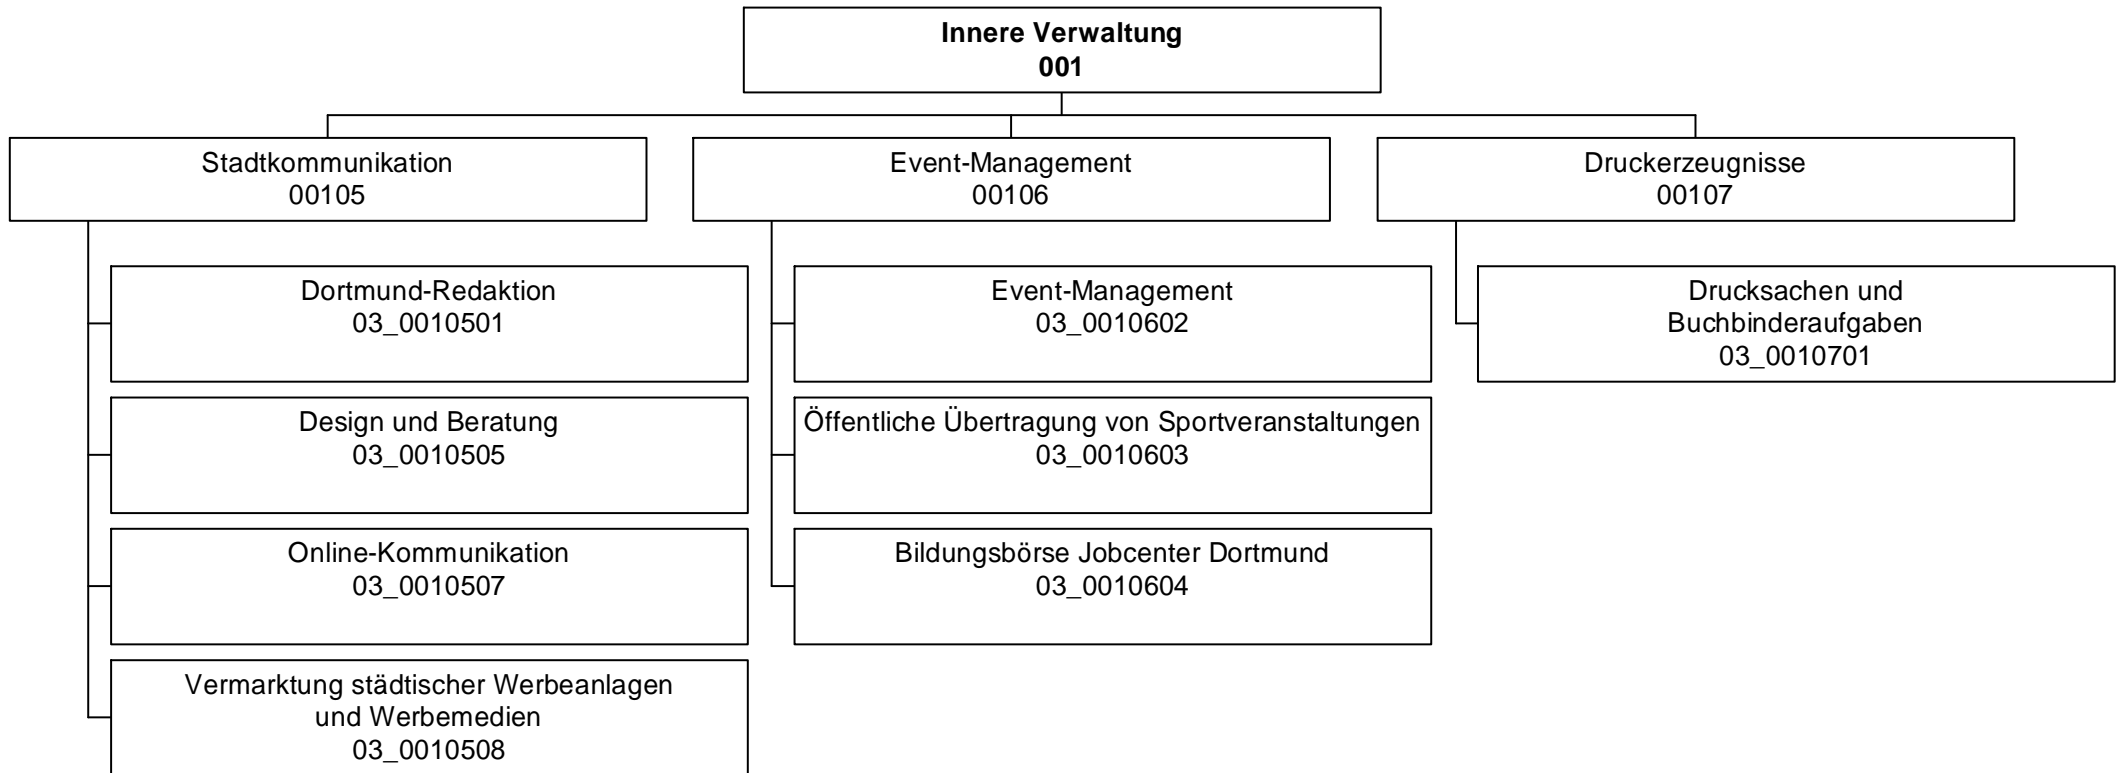 Innere Verwaltung
001
Stadtkommunikation
00105
Event-Management
00106
Druckerzeugnisse
00107
Dortmund-Redaktion
03_0010501
Design und Beratung
03_0010505
Online-Kommunikation
03_0010507
Vermarktung städtischer Werbeanlagen
und Werbemedien
03_0010508
Event-Management
03_0010602
Öffentliche Übertragung von Sportveranstaltungen
03_0010603
Bildungsbörse Jobcenter Dortmund
03_0010604
Drucksachen und
Buchbinderaufgaben
03_0010701